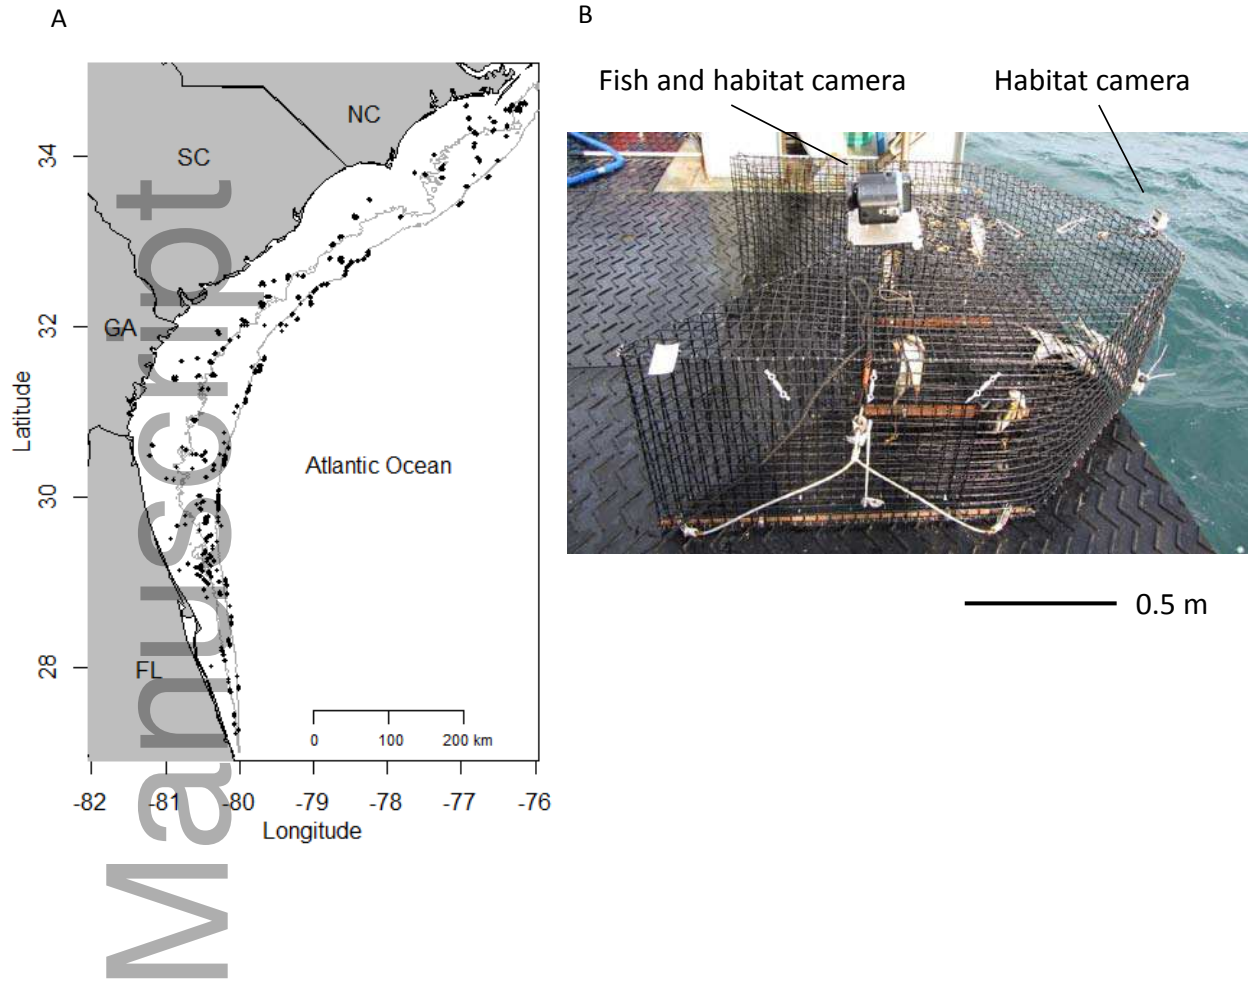 A
B
Fish and habitat camera
Habitat camera
NC
SC
GA
FL
Atlantic Ocean
34
32
30
28
Latitude
0 100 200 km
-82 -81 -80 -79 -78 -77 -76
Longitude
0.5 m
Manuscript